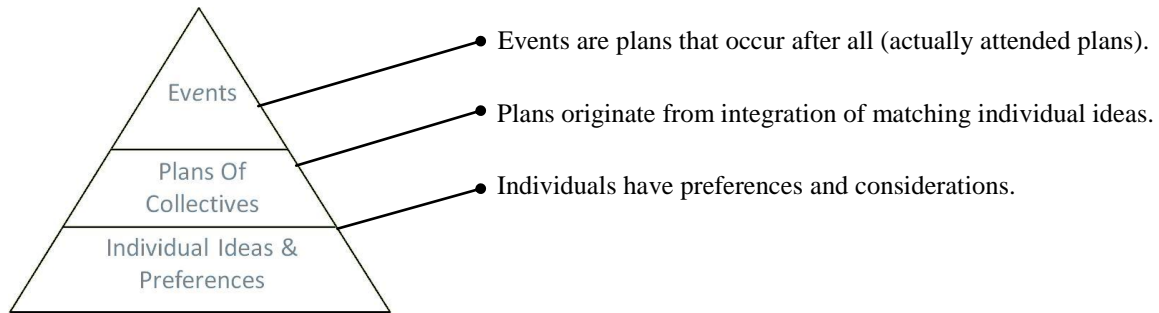 Events
Plans Of
Collectives
Individual Ideas &
Preferences
Events are plans that occur after all (actually attended plans).
Plans originate from integration of matching individual ideas.
Individuals have preferences and considerations.